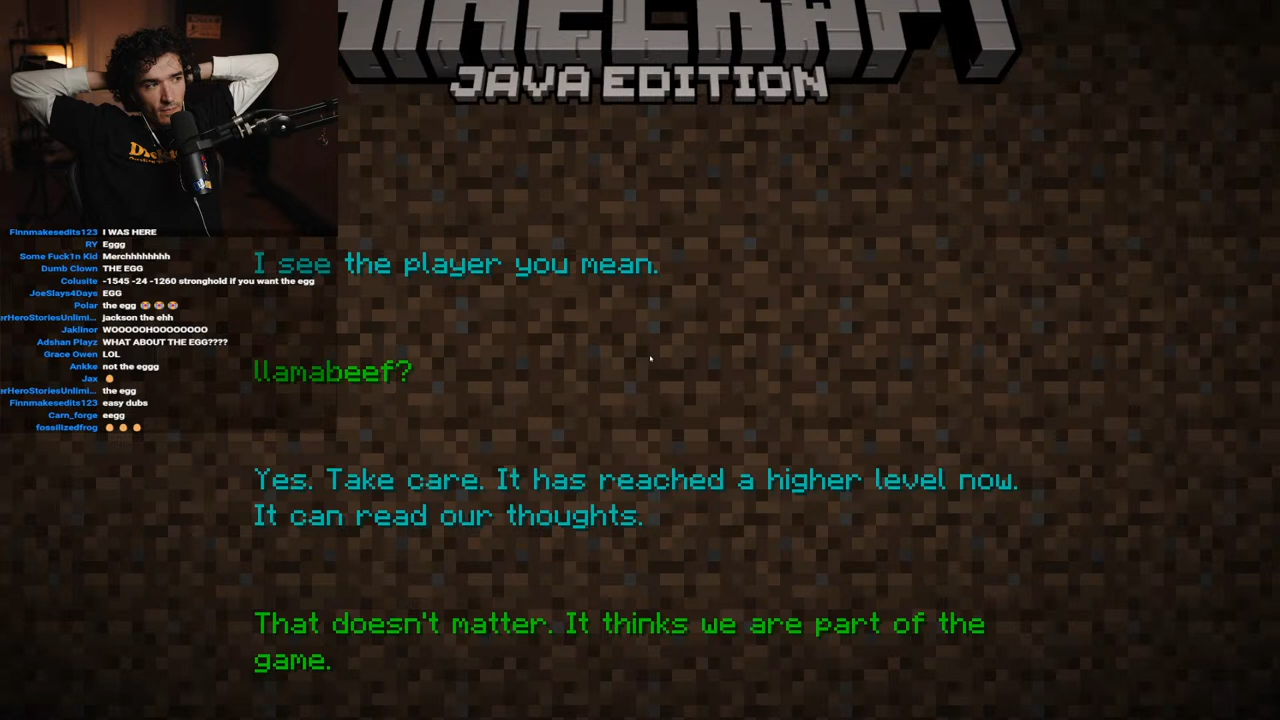 MINECRAFT
JAVA EDITION
Finnmakesedits123 I WAS HERE
RY Eggg
Some Fuck1n Kid Merchhhhhhhh
Dumb Clown THE EGG
Colusite -1545 -24 -1260 stronghold if you want the egg
JoeSlays4Days EGG
Polar the egg
erHeroStoriesUnlimi... jackson the ehh
Jaklinor WOOOOOHOOOOOOOO
Adshan Playz WHAT ABOUT THE EGG????
Grace Owen LOL
Ankke not the eggg
Jax
erHeroStoriesUnlimi... the egg
Finnmakesedits123 easy dubs
Carn_forge eegg
fossilizedfrog
I see the player you mean.
llamabeef?
Yes. Take care. It has reached a higher level now.
It can read our thoughts.
That doesn't matter. It thinks we are part of the
game.